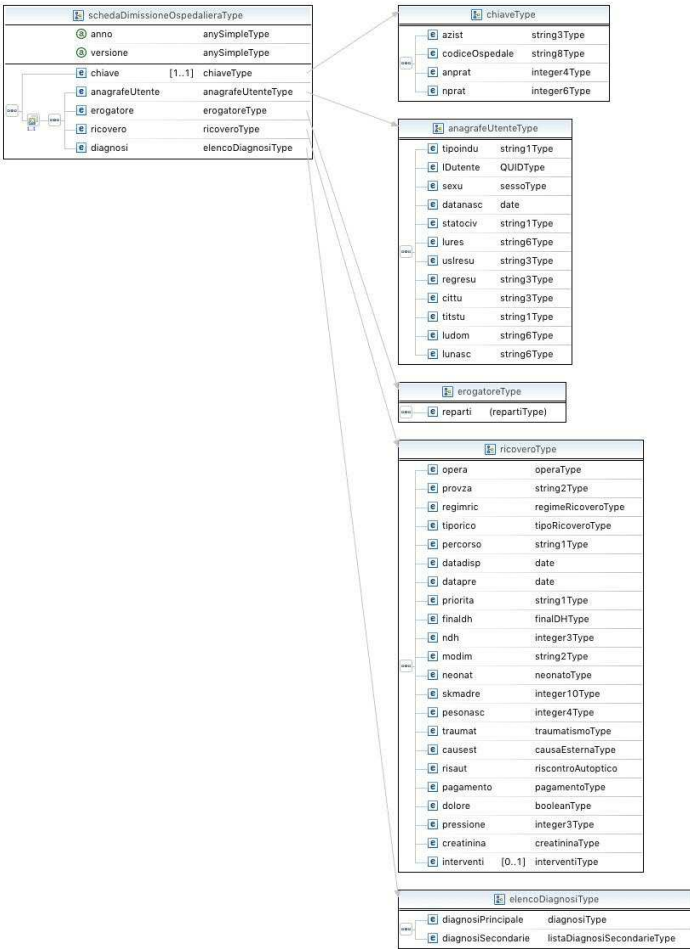 schedaDimissioneOspedalieraType
a anno anySimpleType
a versione anySimpleType
e chiave [1..1] chiaveType
e anagrafeUtente anagrafeUtenteType
e erogatore erogatoreType
e ricovero ricoveroType
e diagnosi elencoDiagnosiType
chiaveType
e azist string3Type
e codiceOspedale string8Type
e anprat integer4Type
e nprat integer6Type
anagrafeUtenteType
e tipoindu string1Type
e IDutente QUIDType
e sexu sessoType
e datanasc date
e statociv string1Type
e lures string6Type
e uslresu string3Type
e regresu string3Type
e cittu string3Type
e titstu string1Type
e ludom string6Type
e lunasc string6Type
erogatoreType
e reparti (repartiType)
ricoveroType
e opera operaType
e provza string2Type
e regimric regimeRicoveroType
e tiporico tipoRicoveroType
e percorso string1Type
e datadisp date
e datapre date
e priorita string1Type
e finaldh finalDHType
e ndh integer3Type
e modim string2Type
e neonat neonatoType
e skmadre integer10Type
e pesonasc integer4Type
e traumat traumatismoType
e causest causaEsternaType
e risaut riscontroAutoptico
e pagamento pagamentoType
e dolore booleanType
e pressione integer3Type
e creatinina creatininaType
e interventi [0..1] interventiType
elencoDiagnosiType
e diagnosiPrincipale diagnosiType
e diagnosiSecondarie listaDiagnosiSecondarieType